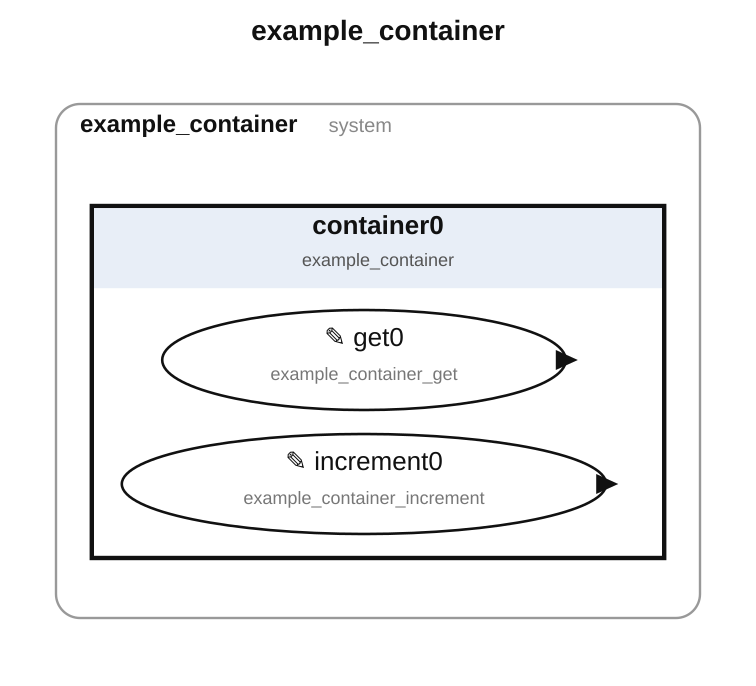 example_container
example_container system
container0
example_container
✎ get0
example_container_get
✎ increment0
example_container_increment